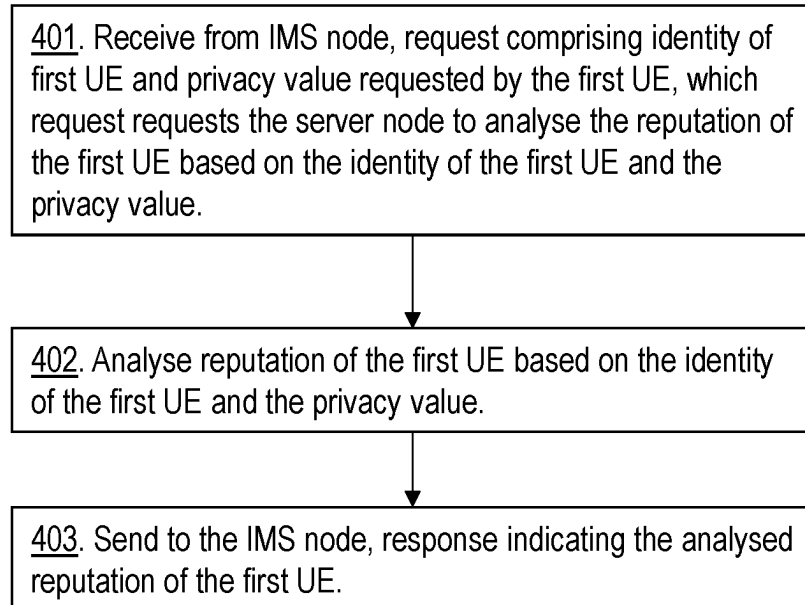 401. Receive from IMS node, request comprising identity of
first UE and privacy value requested by the first UE, which
request requests the server node to analyse the reputation of
the first UE based on the identity of the first UE and the
privacy value.
402. Analyse reputation of the first UE based on the identity
of the first UE and the privacy value.
403. Send to the IMS node, response indicating the analysed
reputation of the first UE.